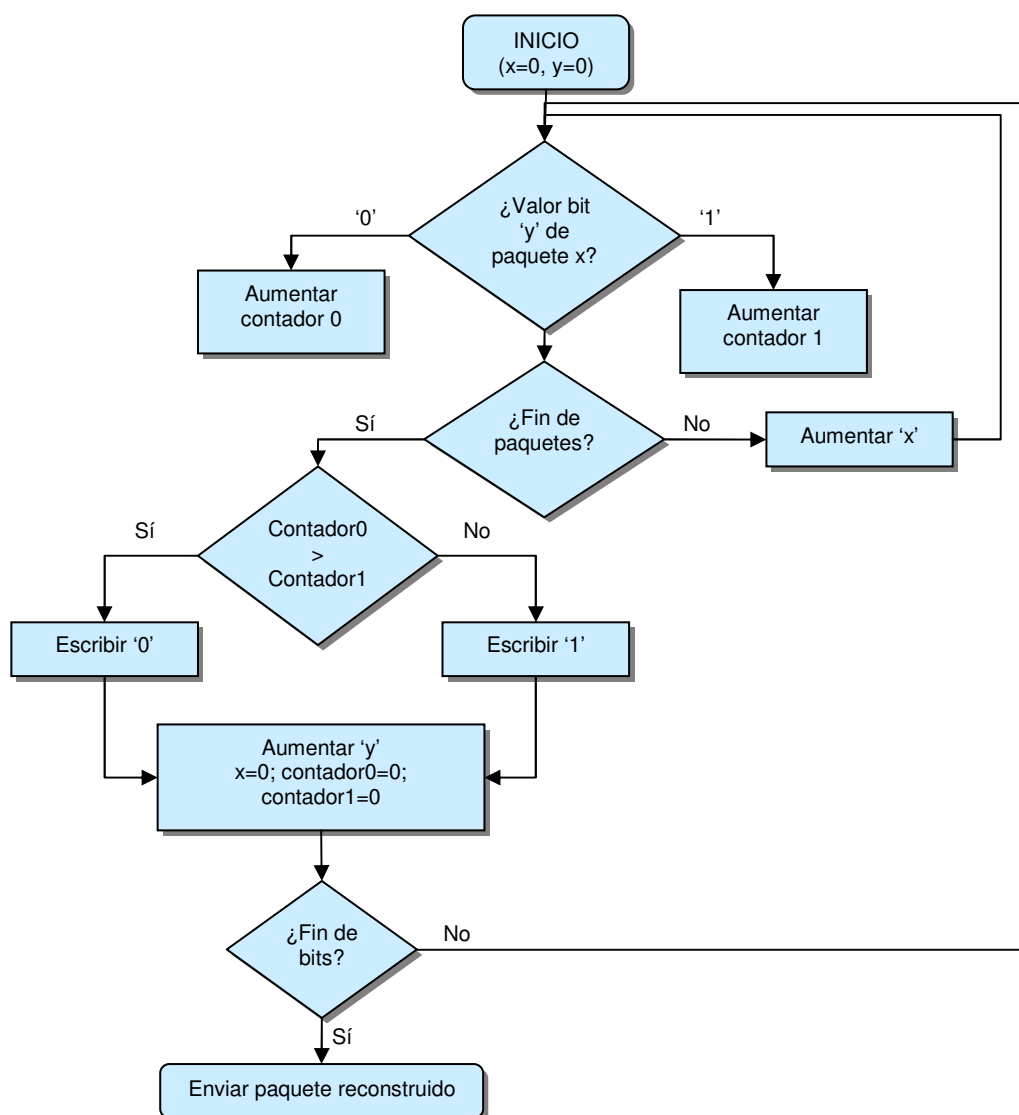 INICIO
(x=0, y=0)
¿Valor bit
‘y’ de
paquete x?
‘0’
‘1’
Aumentar
contador 0
Aumentar
contador 1
¿Fin de
paquetes?
Sí
No
Aumentar ‘x’
Contador0
>
Contador1
Sí
No
Escribir ‘0’
Escribir ‘1’
Aumentar ‘y’
x=0; contador0=0;
contador1=0
¿Fin de
bits?
No
Sí
Enviar paquete reconstruido